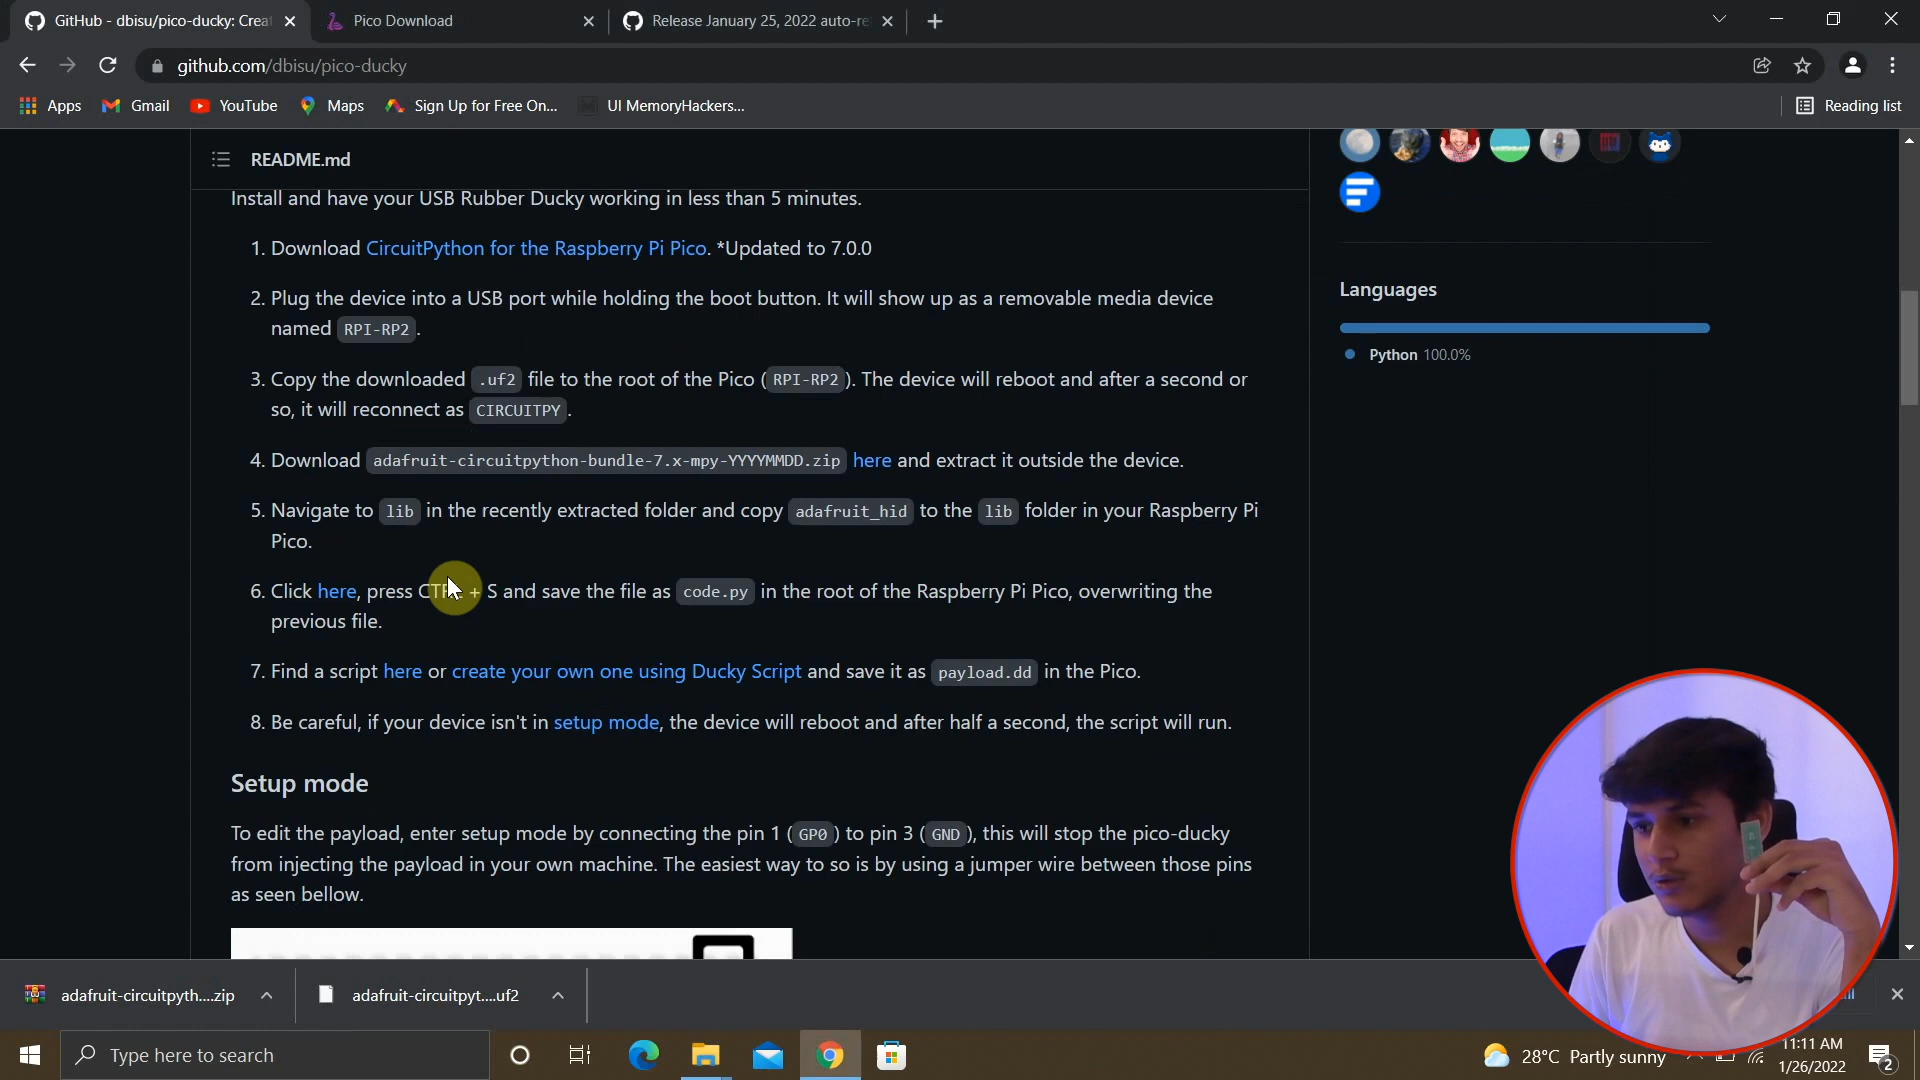 GitHub - dbisu/pico-ducky: Crea
Pico Download
Release January 25, 2022 auto-re
github.com/dbisu/pico-ducky
Apps
Gmail
YouTube
Maps
Sign Up for Free On...
UI MemoryHackers...
Reading list
README.md
Install and have your USB Rubber Ducky working in less than 5 minutes.
1. Download CircuitPython for the Raspberry Pi Pico. *Updated to 7.0.0
2. Plug the device into a USB port while holding the boot button. It will show up as a removable media device
named RPI-RP2.
3. Copy the downloaded .uf2 file to the root of the Pico (RPI-RP2). The device will reboot and after a second or
so, it will reconnect as CIRCUITPY.
4. Download adafruit-circuitpython-bundle-7.x-mpy-YYYYMMDD.zip here and extract it outside the device.
5. Navigate to lib in the recently extracted folder and copy adafruit_hid to the lib folder in your Raspberry Pi
Pico.
6. Click here, press CTRL + S and save the file as code.py in the root of the Raspberry Pi Pico, overwriting the
previous file.
7. Find a script here or create your own one using Ducky Script and save it as payload.dd in the Pico.
8. Be careful, if your device isn't in setup mode, the device will reboot and after half a second, the script will run.
Setup mode
To edit the payload, enter setup mode by connecting the pin 1 (GP0) to pin 3 (GND), this will stop the pico-ducky
from injecting the payload in your own machine. The easiest way to so is by using a jumper wire between those pins
as seen bellow.
Languages
Python 100.0%
adafruit-circuitpyth....zip
adafruit-circuitpyt....uf2
Type here to search
28°C Partly sunny
11:11 AM
1/26/2022
2